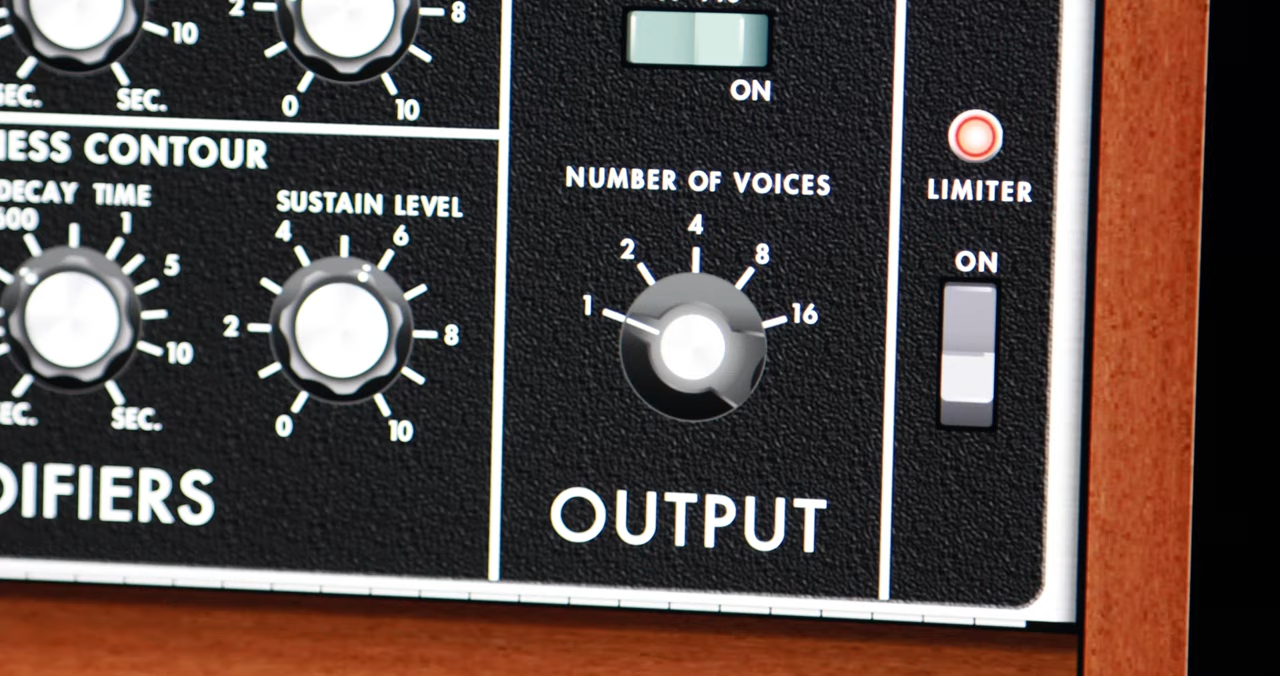 2
8
10
SEC.
SEC.
0
10
ON
NESS CONTOUR
DECAY TIME
600
1
5
10
SEC.
SEC.
SUSTAIN LEVEL
4
6
2
8
0
10
NUMBER OF VOICES
1
2
4
8
16
LIMITER
ON
DIFIERS
OUTPUT